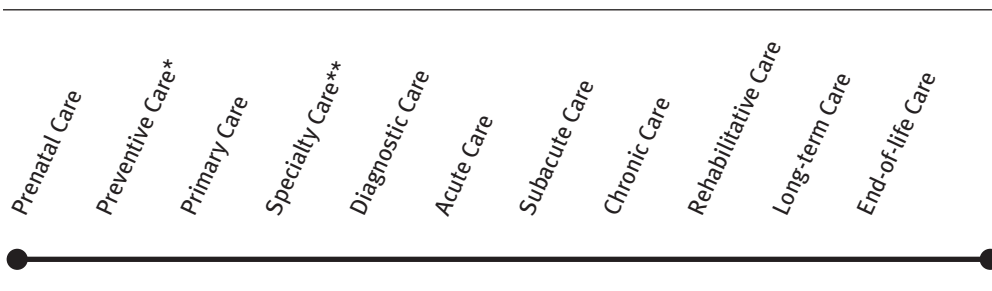 Prenatal Care
Preventive Care*
Primary Care
Specialty Care**
Diagnostic Care
Acute Care
Subacute Care
Chronic Care
Rehabilitative Care
Long-term Care
End-of-life Care